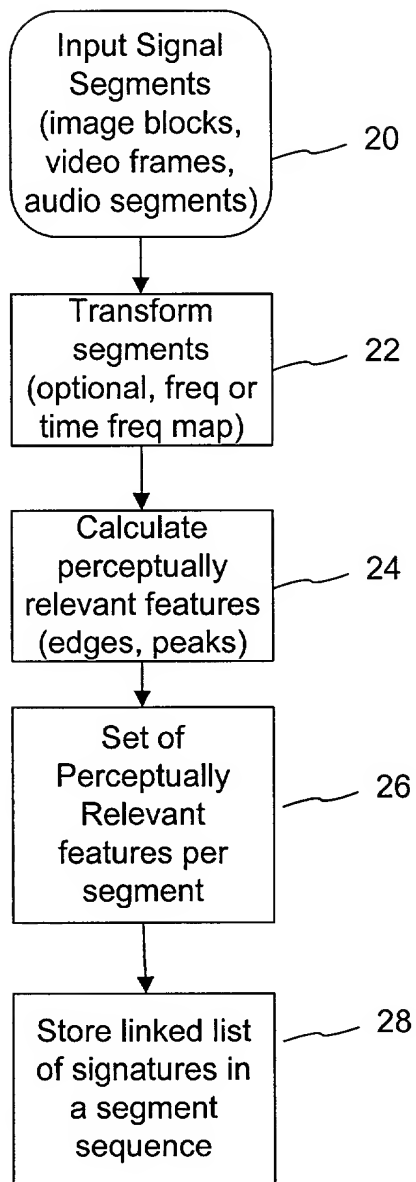 Input Signal
Segments
(image blocks,
video frames,
audio segments)
20
Transform
segments
(optional, freq or
time freq map)
22
Calculate
perceptually
relevant features
(edges, peaks)
24
Set of
Perceptually
Relevant
features per
segment
26
Store linked list
of signatures in
a segment
sequence
28